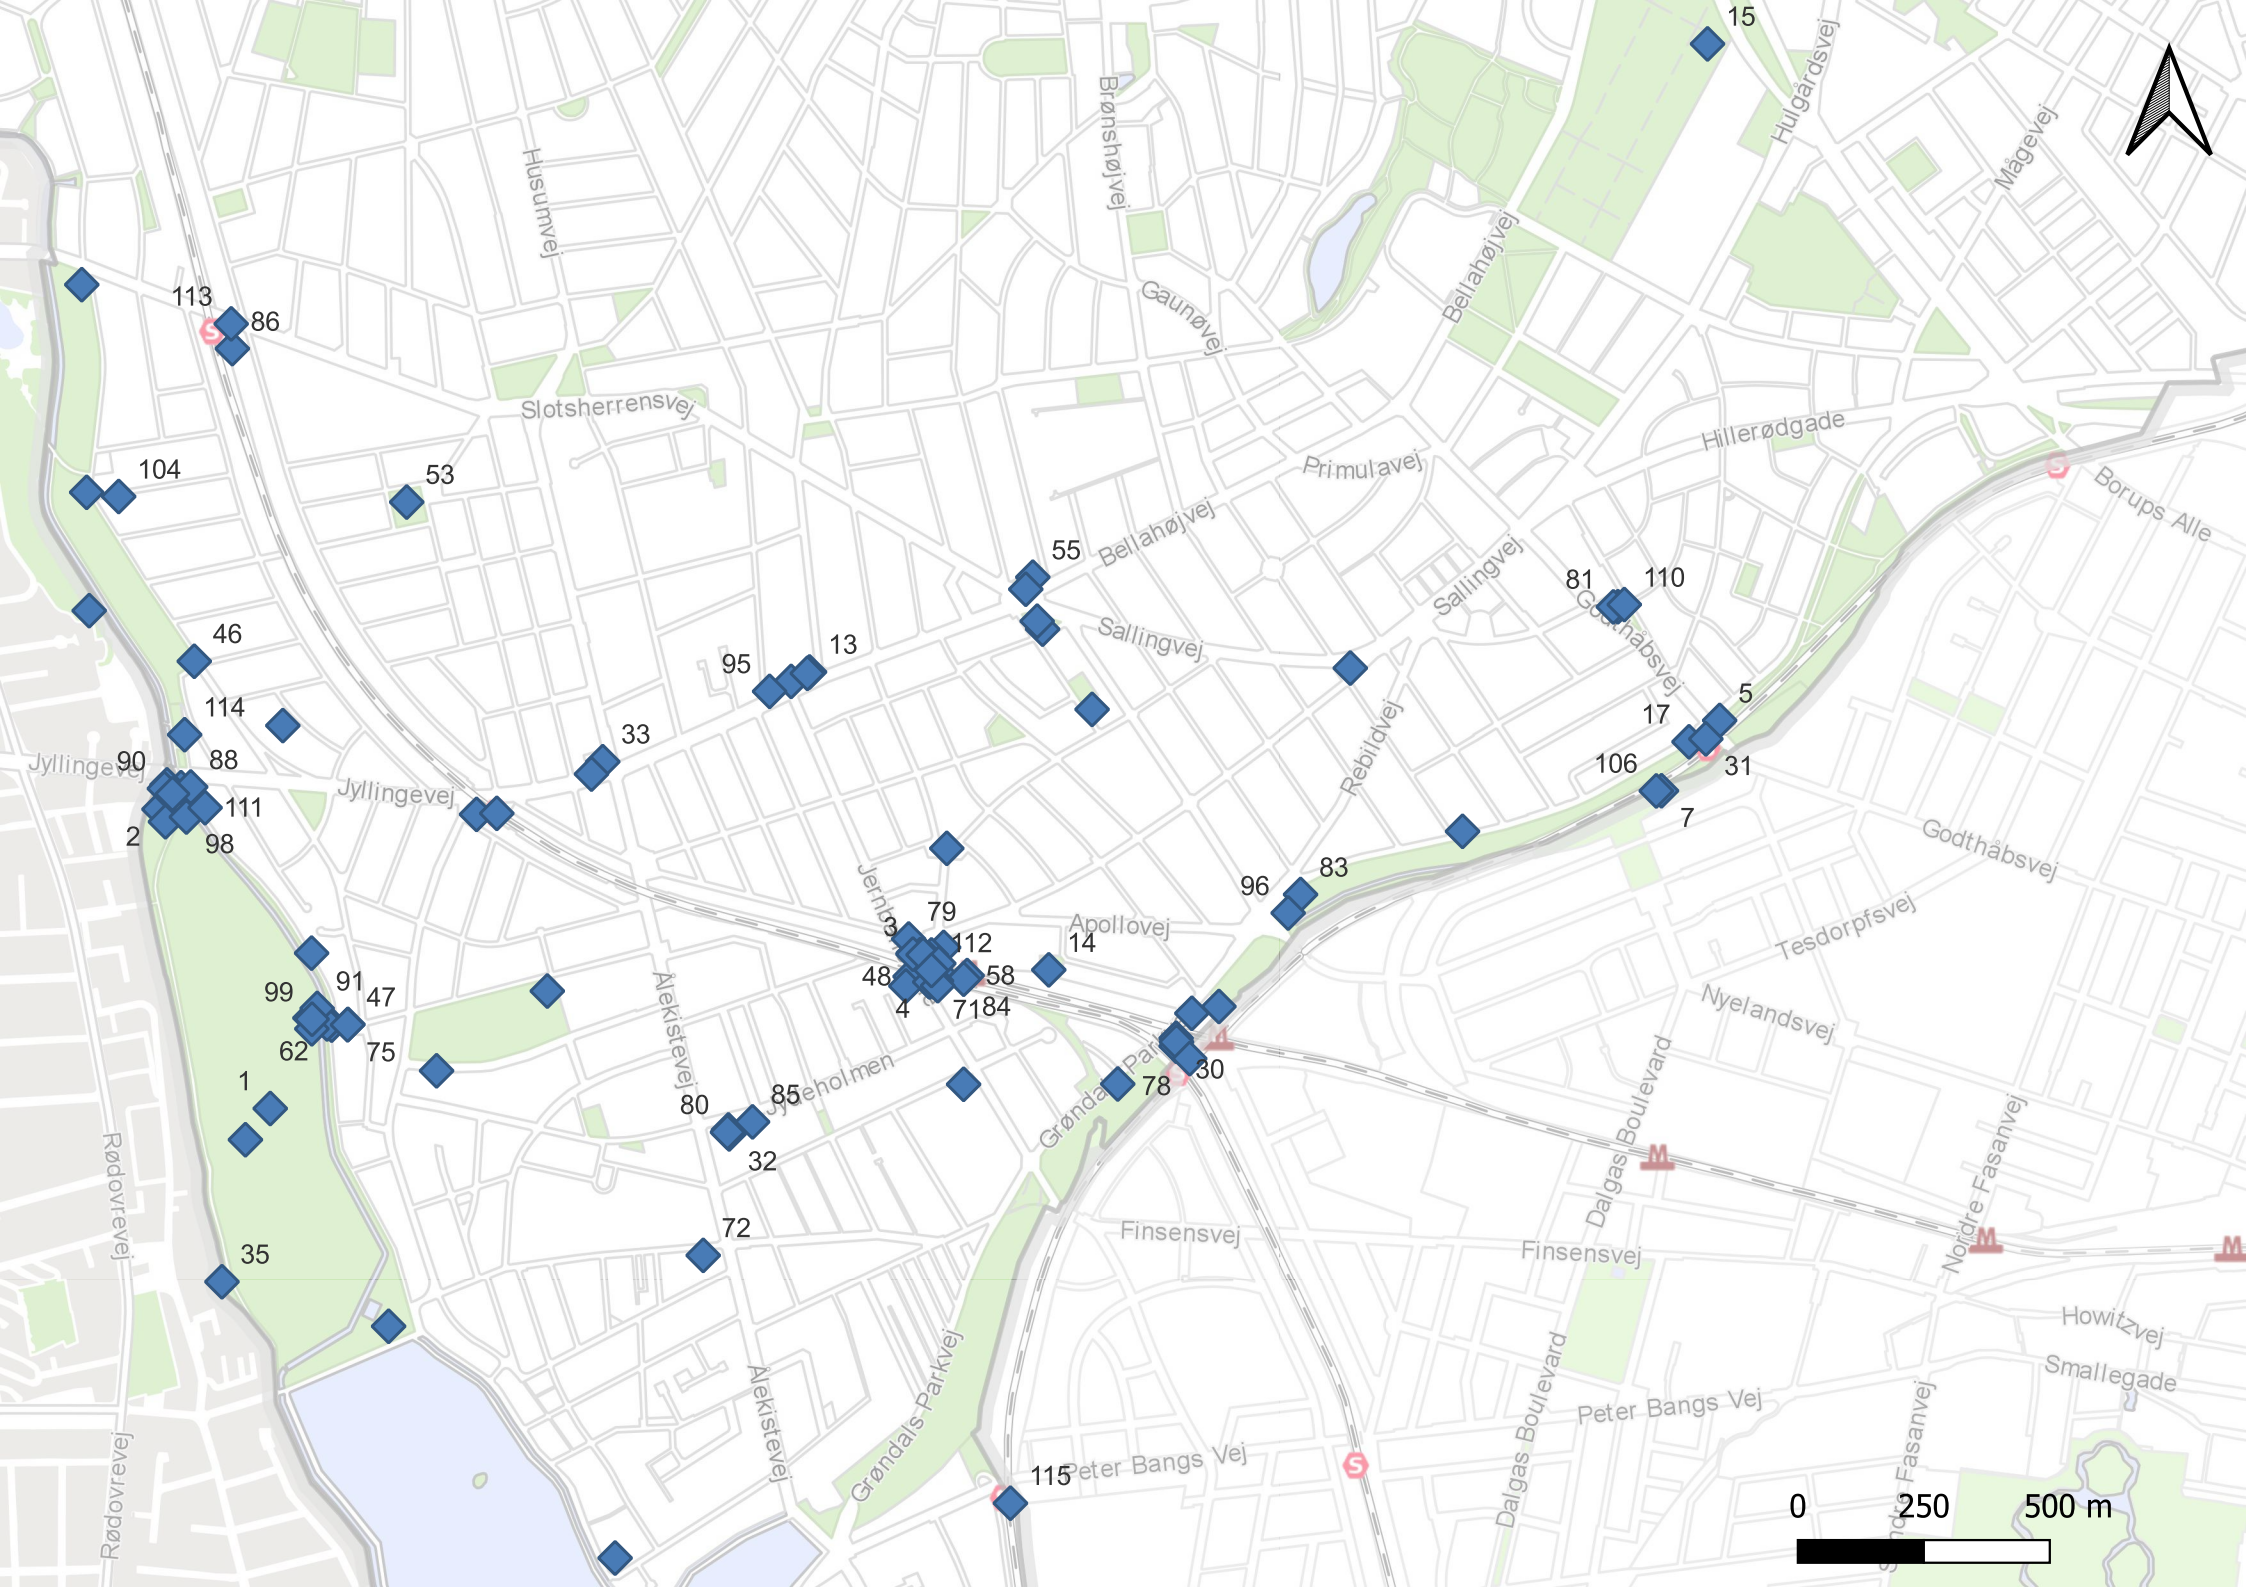 15
Hulgårdsvej
Brønshøjvej
Mågevej
Husumvej
Bellahøjvej
Gaunøvej
113
86
S
Slotsherrensvej
Hillerødgade
Primulavej
S
104
53
Borups Alle
Bellahøjvej
55
Sallingvej
81
110
Godthåbsvej
46
Sallingvej
13
95
5
114
17
33
Rebildvej
Jyllingevej
90
88
106
31
Jyllingevej
111
7
2
98
Godthåbsvej
83
96
79
3
Apollovej
112
14
Tesdorpfsvej
91
48
58
99
47
4
71
84
Nyelandsvej
Ålekistevej
62
75
M
30
1
78
Jydeholmen
85
80
Dalgas Boulevard
32
M
Rødovrevej
Nordre Fasanvej
72
Finsensvej
Finsensvej
M
M
35
Howitzvej
Smallegade
Grøndals Parkvej
Ålekistevej
Dalgas Boulevard
Peter Bangs Vej
Rødovrevej
Peter Bangs Vej
S
115
0 250 500 m